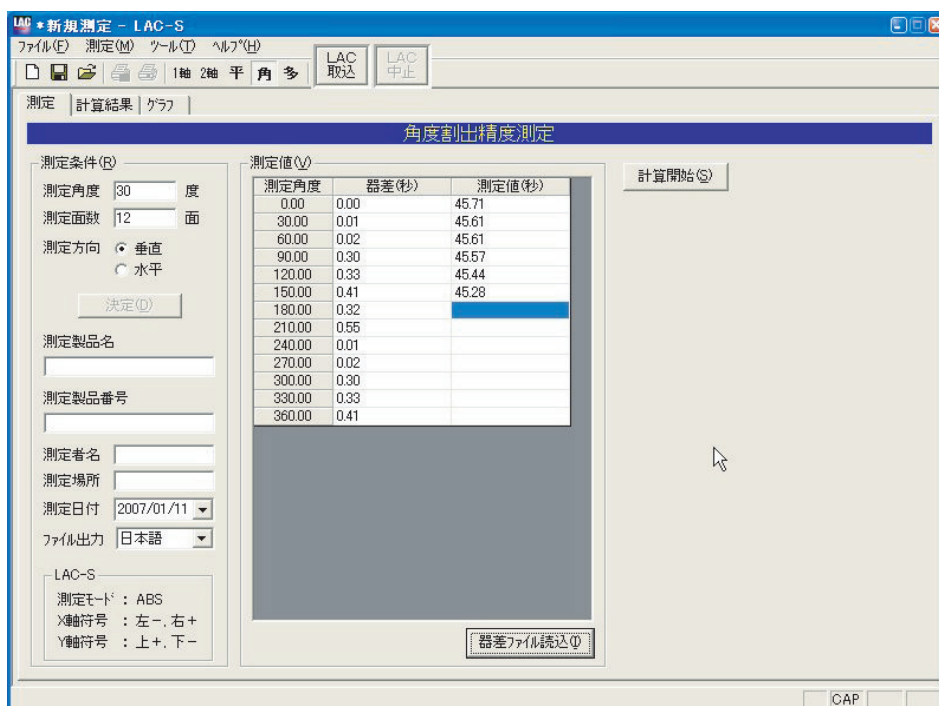 LAC *新規測定 - LAC-S
ファイル(F) 測定(M) ツール(T) ヘルプ(H)
1軸 2軸 平 角 多 LAC取込 LAC中止
測定 計算結果 グラフ
角度割出精度測定
測定条件(R)
測定角度 30 度
測定面数 12 面
測定方向 垂直
水平
決定(D)
測定製品名
測定製品番号
測定者名
測定場所
測定日付 2007/01/11
ファイル出力 日本語
LAC-S
測定モード : ABS
X軸符号 : 左-, 右+
Y軸符号 : 上+, 下-
測定値(V)
測定角度 器差(秒) 測定値(秒)
0.00 0.00 45.71
30.00 0.01 45.61
60.00 0.02 45.61
90.00 0.30 45.57
120.00 0.33 45.44
150.00 0.41 45.28
180.00 0.32
210.00 0.55
240.00 0.01
270.00 0.02
300.00 0.30
330.00 0.33
360.00 0.41
器差ファイル読込(I)
計算開始(S)
CAP